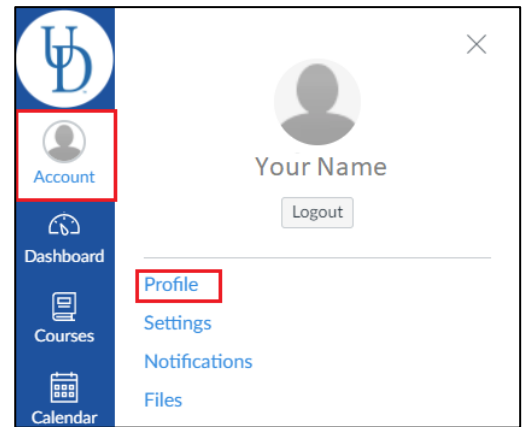 UD
Account
Dashboard
Courses
Calendar
Your Name
Logout
Profile
Settings
Notifications
Files